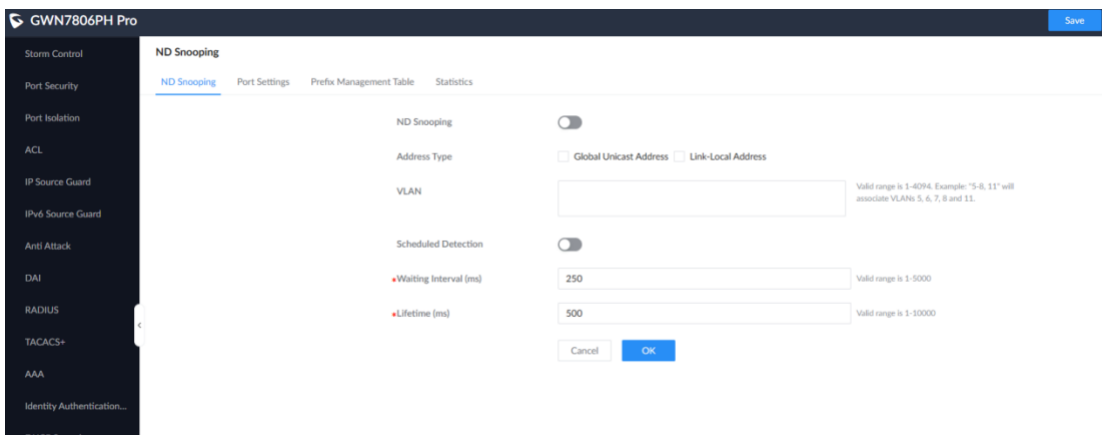 GWN7806PH Pro
Save
Storm Control
Port Security
Port Isolation
ACL
IP Source Guard
IPv6 Source Guard
Anti Attack
DAI
RADIUS
TACACS+
AAA
Identity Authentication...
ND Snooping
ND Snooping Port Settings Prefix Management Table Statistics
ND Snooping
Address Type Global Unicast Address Link-Local Address
VLAN Valid range is 1-4094. Example: "5-8, 11" will
associate VLANs 5, 6, 7, 8 and 11.
Scheduled Detection
Waiting Interval (ms) 250 Valid range is 1-5000
Lifetime (ms) 500 Valid range is 1-10000
Cancel OK